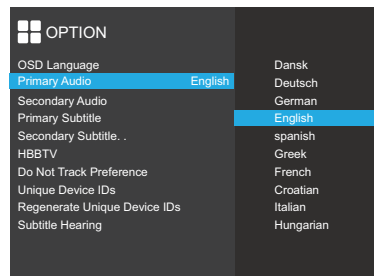 OPTION
OSD Language
Primary Audio English
Secondary Audio
Primary Subtitle
Secondary Subtitle. .
HBBTV
Do Not Track Preference
Unique Device IDs
Regenerate Unique Device IDs
Subtitle Hearing
Dansk
Deutsch
German
English
spanish
Greek
French
Croatian
Italian
Hungarian